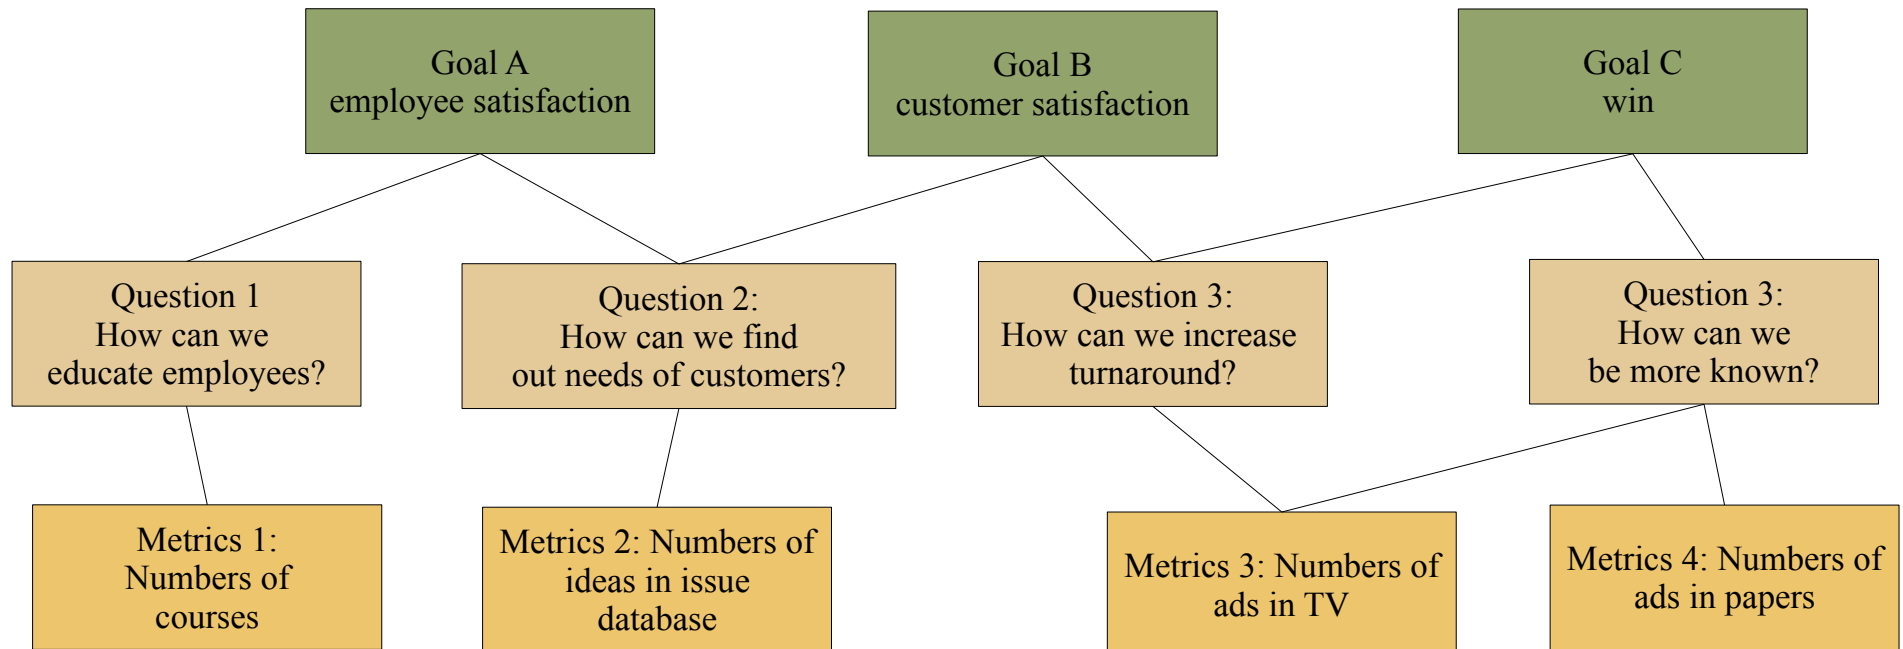 Goal A
employee satisfaction
Goal B
customer satisfaction
Goal C
win
Question 1
How can we
educate employees?
Question 2:
How can we find
out needs of customers?
Question 3:
How can we increase
turnaround?
Question 3:
How can we
be more known?
Metrics 1:
Numbers of
courses
Metrics 2: Numbers of
ideas in issue
database
Metrics 3: Numbers of
ads in TV
Metrics 4: Numbers of
ads in papers